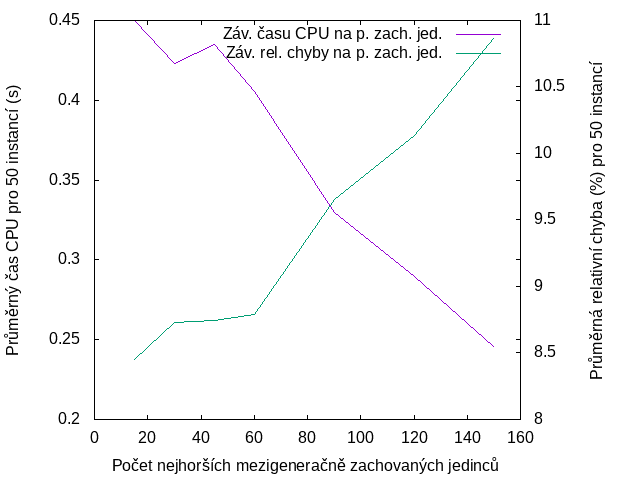 Záv. času CPU na p. zach. jed.
Záv. rel. chyby na p. zach. jed.
Průměrný čas CPU pro 50 instancí (s)
0.45
0.4
0.35
0.3
0.25
0.2
11
10.5
10
9.5
9
8.5
8
Průměrná relativní chyba (%) pro 50 instancí
0 20 40 60 80 100 120 140 160
Počet nejhorších mezigeneračně zachovaných jedinců